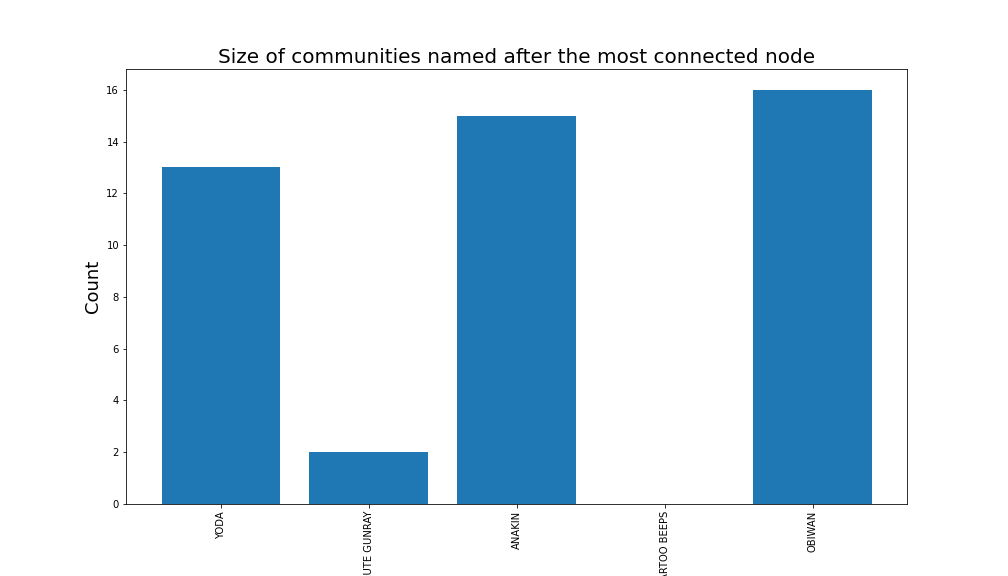 Size of communities named after the most connected node
Count
16
14
12
10
8
6
4
2
0
YODA
UTE GUNRAY
ANAKIN
RTOO BEEPS
OBIWAN